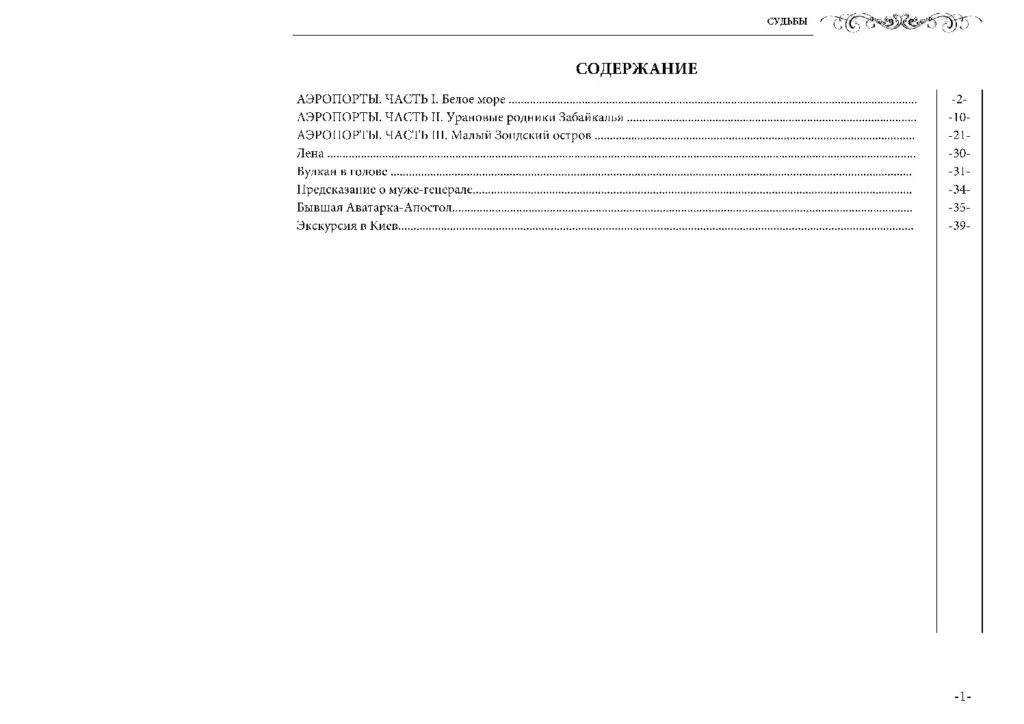 СУДЬБЫ
СОДЕРЖАНИЕ
АЭРОПОРТЫ. ЧАСТЬ I. Белое море ........ -2-
АЭРОПОРТЫ. ЧАСТЬ II. Урановые родники Забайкалья ........ -10-
АЭРОПОРТЫ. ЧАСТЬ III. Малый Зондский остров ........ -21-
Лена ........ -30-
Вулкан в голове ........ -31-
Предсказание о муже-генерале........ -34-
Бывшая Аватарка-Апостол........ -35-
Экскурсия в Киев........ -39-
-1-